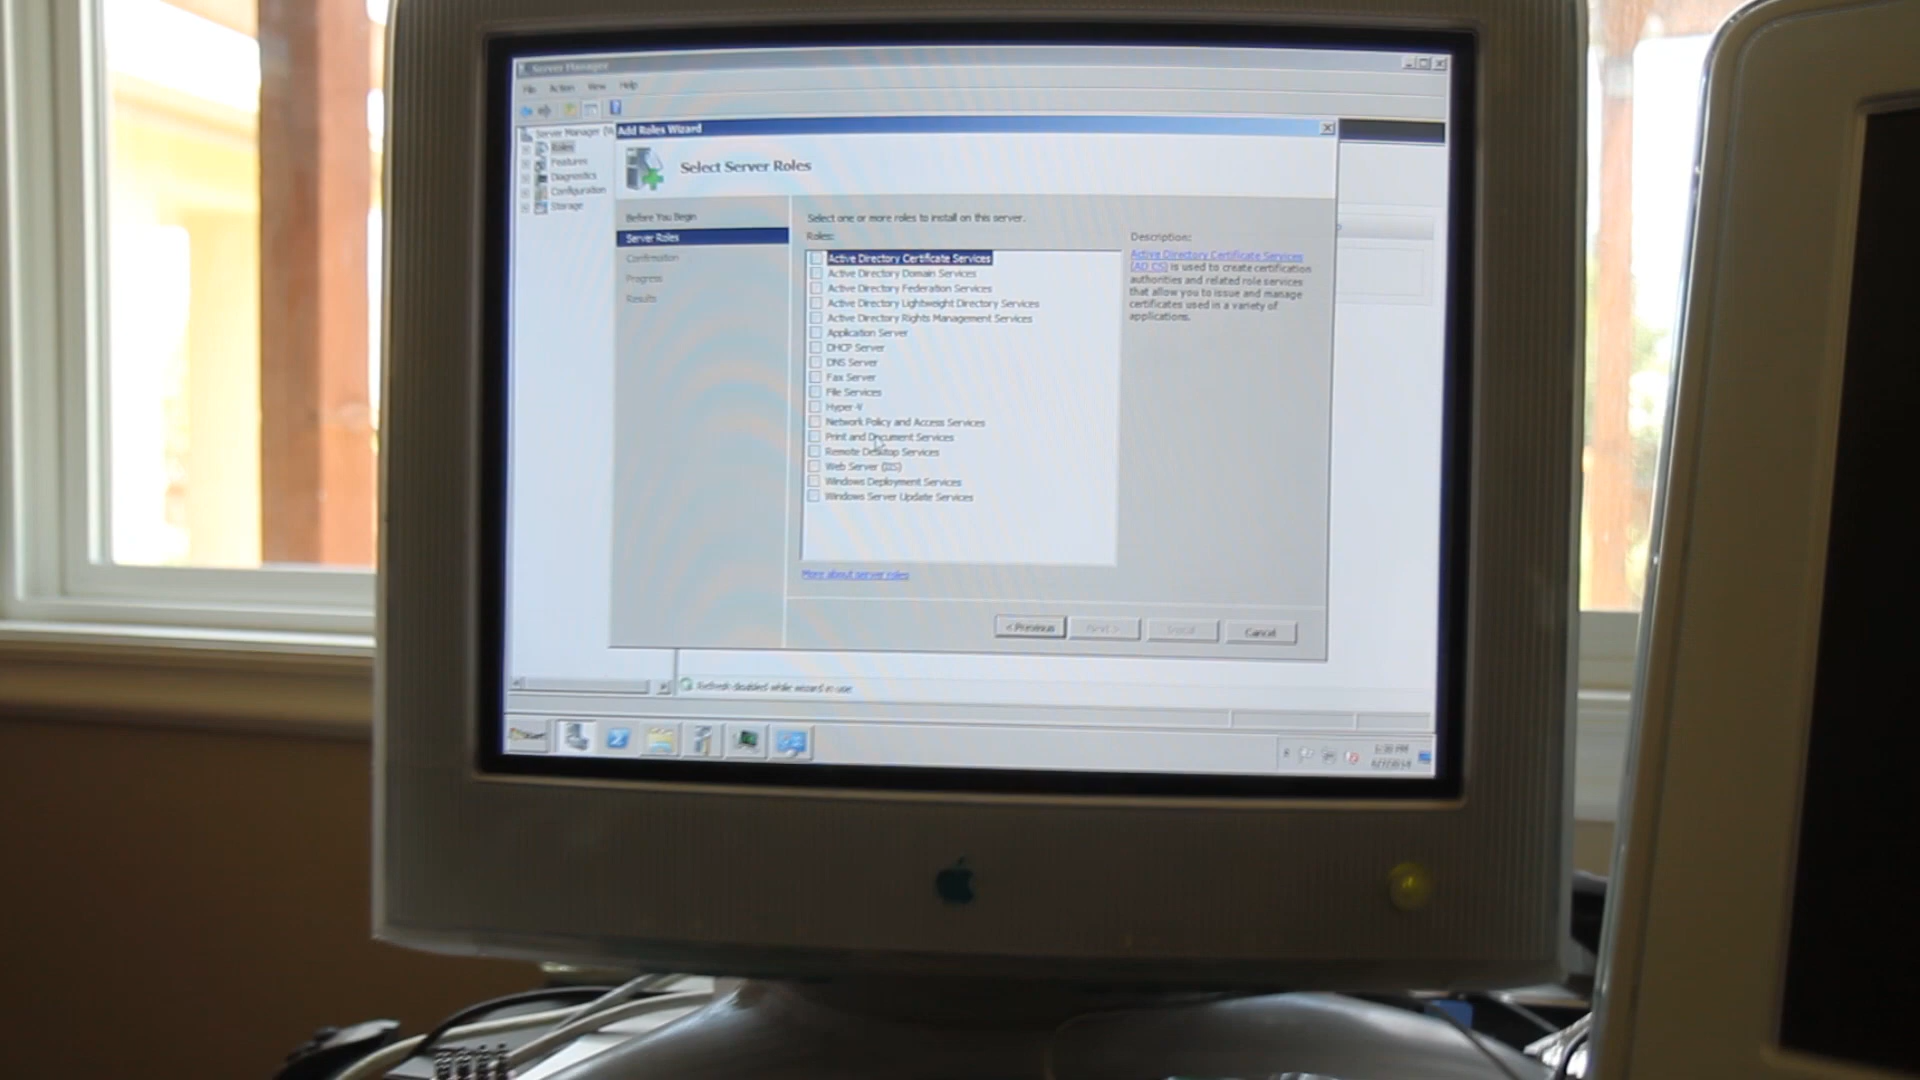 Server Manager
File Action View Help
Server Manager
Roles
Features
Diagnostics
Configuration
Storage
Add Roles Wizard
Select Server Roles
Before You Begin
Server Roles
Confirmation
Progress
Results
Select one or more roles to install on this server.
Roles:
Active Directory Certificate Services
Active Directory Domain Services
Active Directory Federation Services
Active Directory Lightweight Directory Services
Active Directory Rights Management Services
Application Server
DHCP Server
DNS Server
Fax Server
File Services
Hyper-V
Network Policy and Access Services
Print and Document Services
Remote Desktop Services
Web Server (IIS)
Windows Deployment Services
Windows Server Update Services
More about server roles
Description:
Active Directory Certificate Services
(AD CS) is used to create certification
authorities and related role services
that allow you to issue and manage
certificates used in a variety of
applications.
< Previous
Next >
Install
Cancel
Refresh disabled while wizard in use
Start